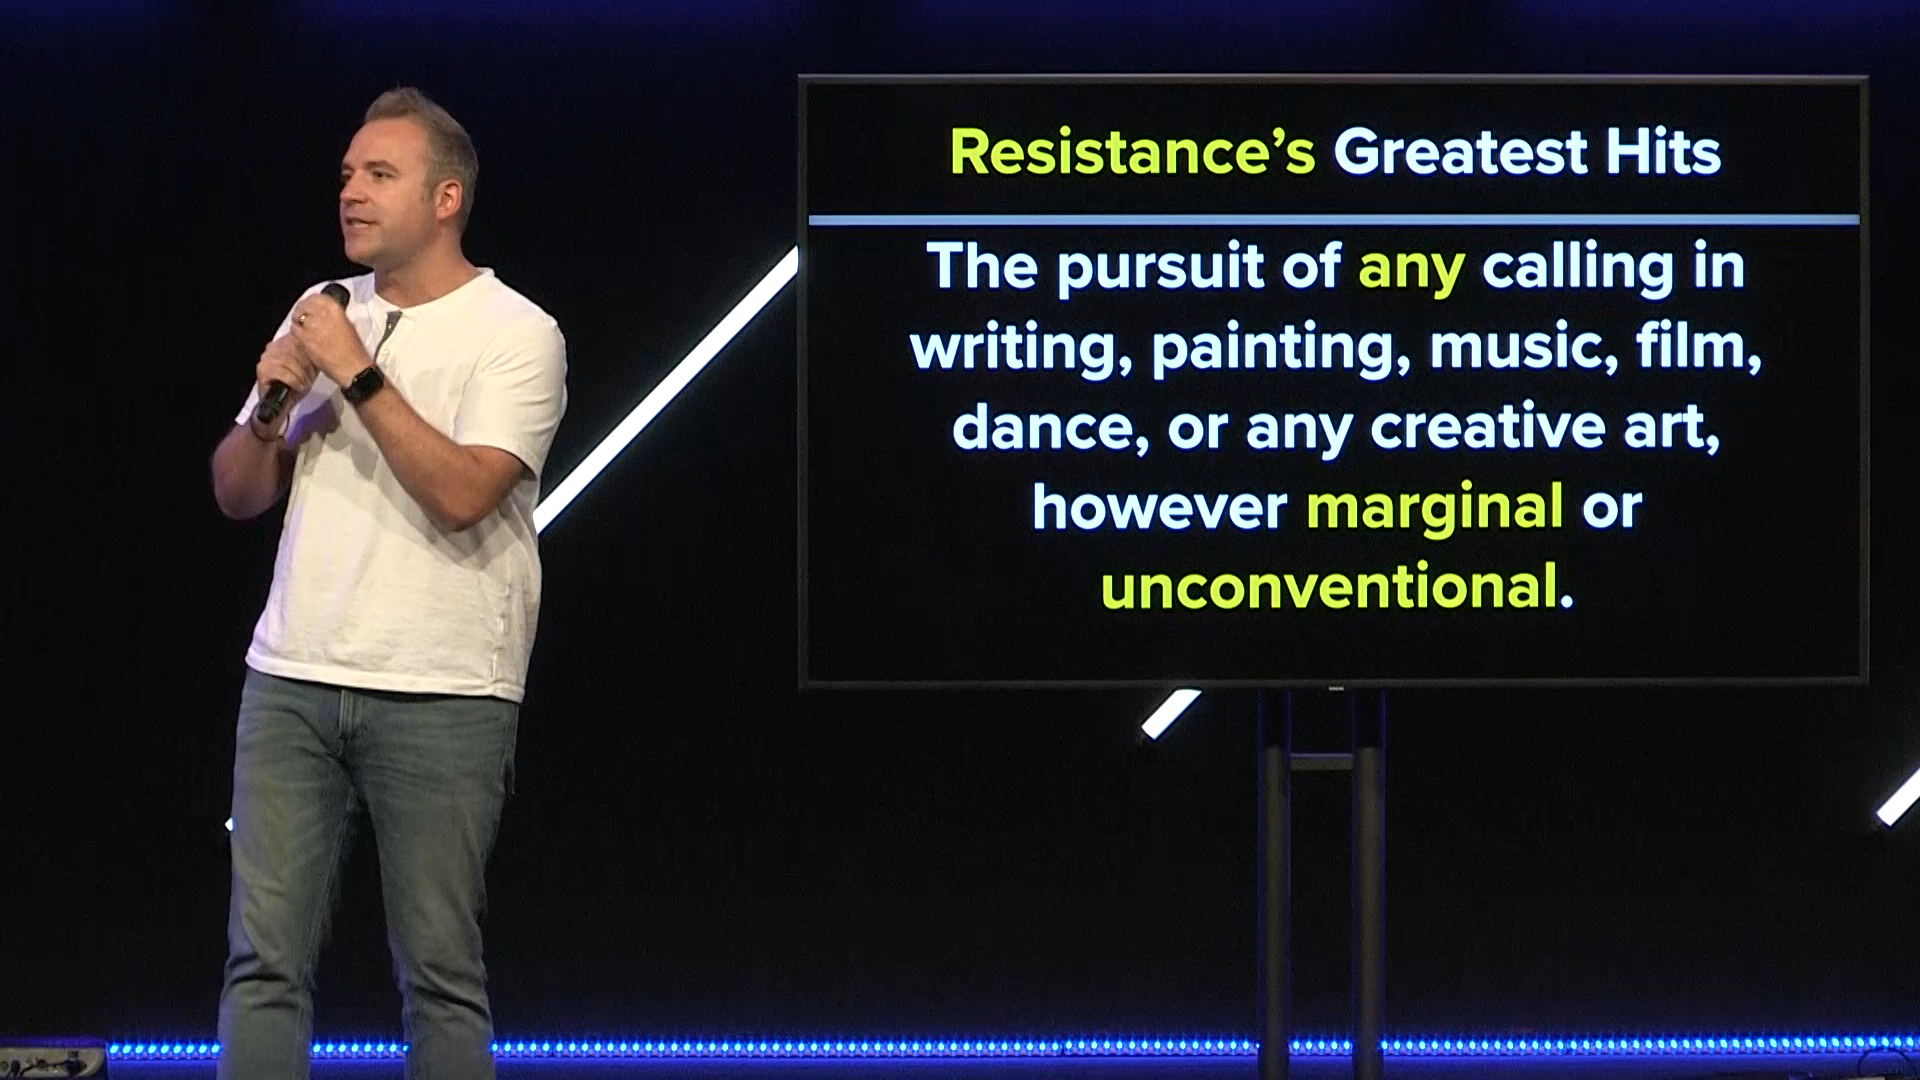 Resistance’s Greatest Hits
The pursuit of any calling in
writing, painting, music, film,
dance, or any creative art,
however marginal or
unconventional.